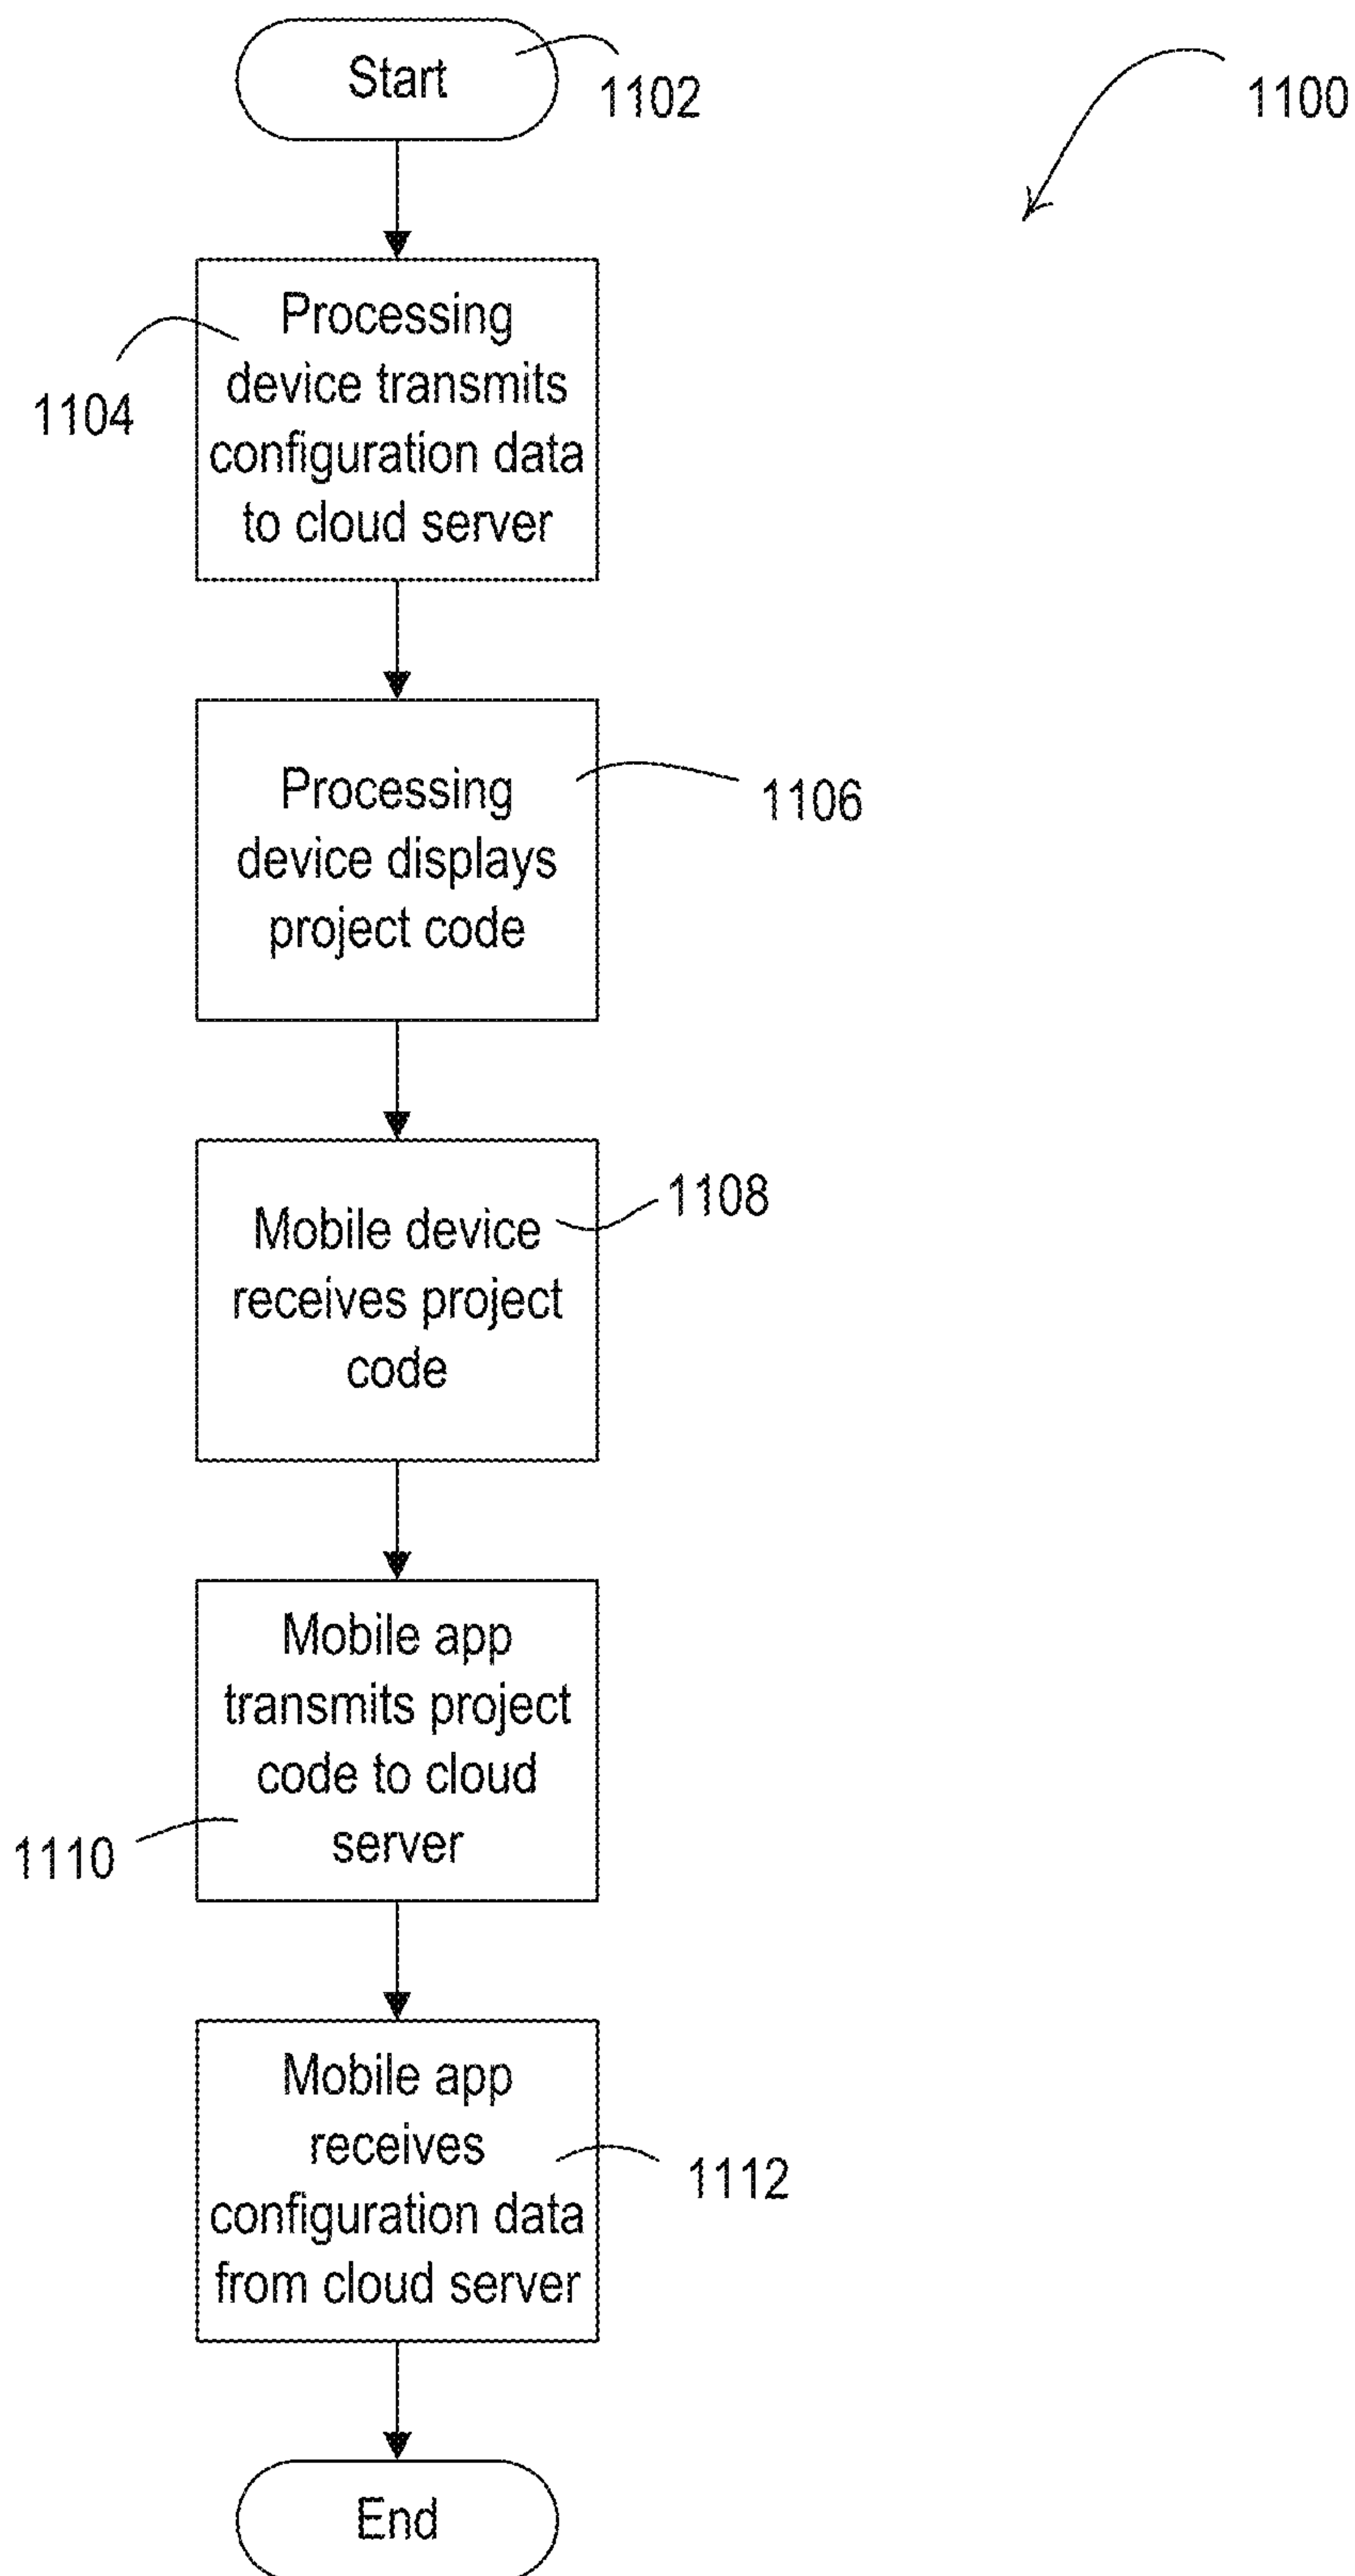 Start
1102
1100
Processing
device transmits
configuration data
to cloud server
1104
Processing
device displays
project code
1106
Mobile device
receives project
code
1108
Mobile app
transmits project
code to cloud
server
1110
Mobile app
receives
configuration data
from cloud server
1112
End